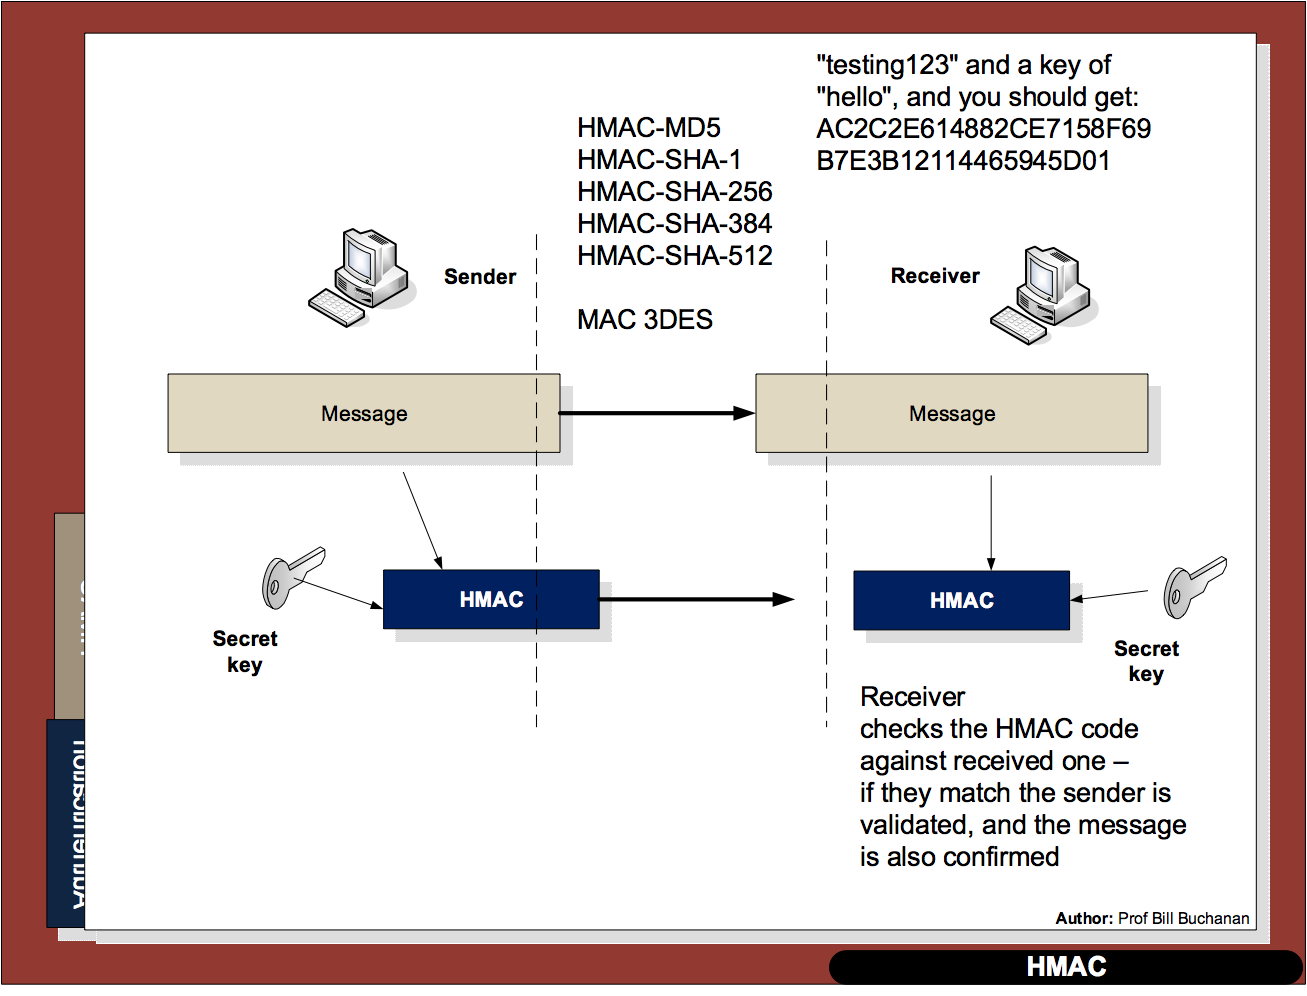 "testing123" and a key of
"hello", and you should get:
AC2C2E614882CE7158F69
B7E3B12114465945D01
HMAC-MD5
HMAC-SHA-1
HMAC-SHA-256
HMAC-SHA-384
HMAC-SHA-512
MAC 3DES
Sender
Receiver
Message
Message
HMAC
HMAC
Secret
key
Secret
key
Receiver
checks the HMAC code
against received one –
if they match the sender is
validated, and the message
is also confirmed
Author: Prof Bill Buchanan
HMAC